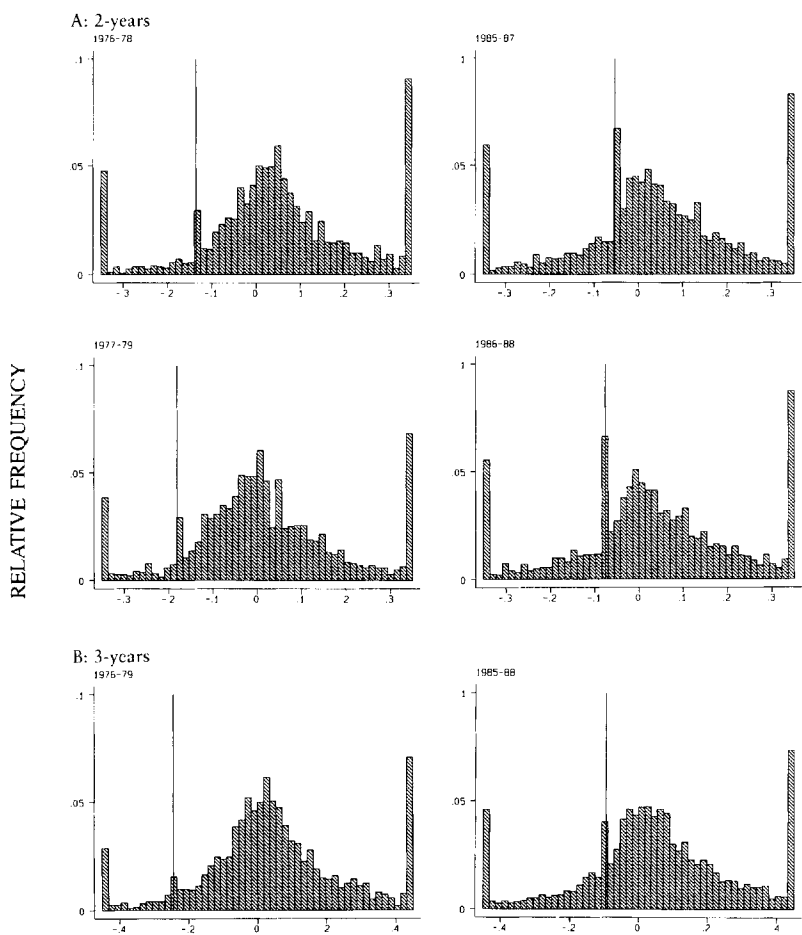 A: 2-years
1976-78
.1
.05
0
-.3 -.2 -.1 0 .1 .2 .3
1985-87
.1
.05
0
-.3 -.2 -.1 0 .1 .2 .3
RELATIVE FREQUENCY
1977-79
.1
.05
0
-.3 -.2 -.1 0 .1 .2 .3
1986-88
.1
.05
0
-.3 -.2 -.1 0 .1 .2 .3
B: 3-years
1976-79
.1
.05
0
-.4 -.2 0 .2 .4
1985-88
.1
.05
0
-.4 -.2 0 .2 .4